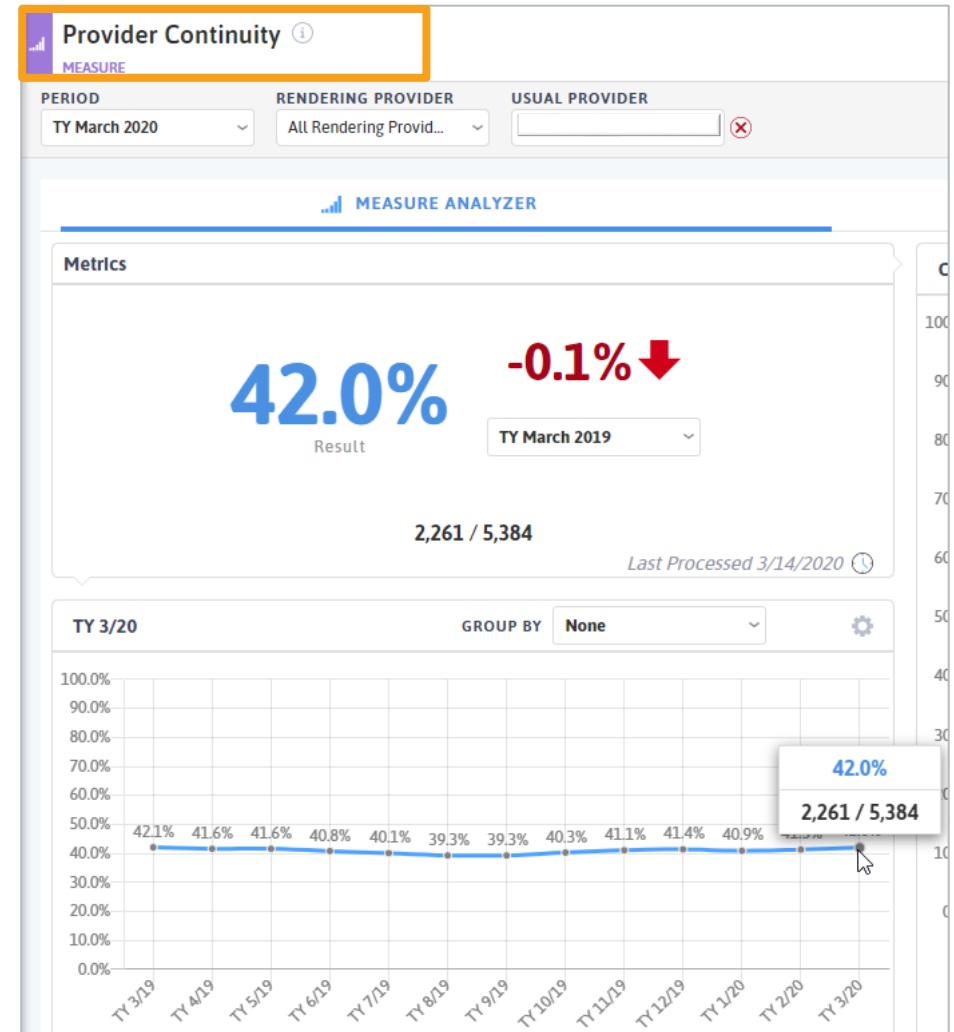 Provider Continuity
MEASURE
PERIOD RENDERING PROVIDER USUAL PROVIDER
TY March 2020 All Rendering Provid...
MEASURE ANALYZER
Metrics
C
42.0%
Result
-0.1%
TY March 2019
2,261 / 5,384
Last Processed 3/14/2020
TY 3/20 GROUP BY None
100.0%
90.0%
80.0%
70.0%
60.0%
50.0%
40.0%
30.0%
20.0%
10.0%
0.0%
42.1% 41.6% 41.6% 40.8% 40.1% 39.3% 39.3% 40.3% 41.1% 41.4% 40.9%
42.0%
2,261 / 5,384
TY 3/19 TY 4/19 TY 5/19 TY 6/19 TY 7/19 TY 8/19 TY 9/19 TY 10/19 TY 11/19 TY 12/19 TY 1/20 TY 2/20 TY 3/20